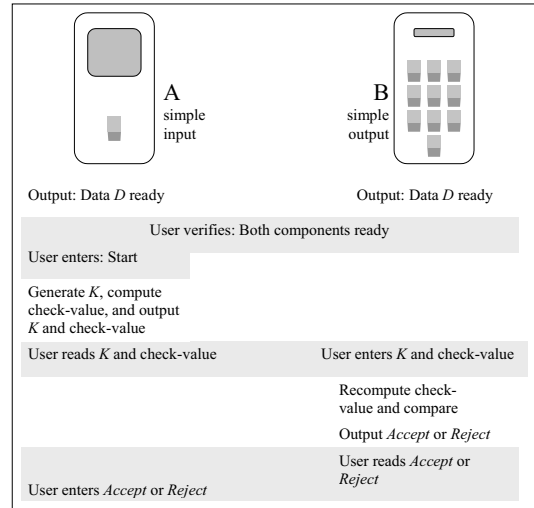 A
simple
input
B
simple
output
Output: Data D ready
Output: Data D ready
User verifies: Both components ready
User enters: Start
Generate K, compute
check-value, and output
K and check-value
User reads K and check-value
User enters K and check-value
Recompute check-
value and compare
Output Accept or Reject
User reads Accept or
Reject
User enters Accept or Reject